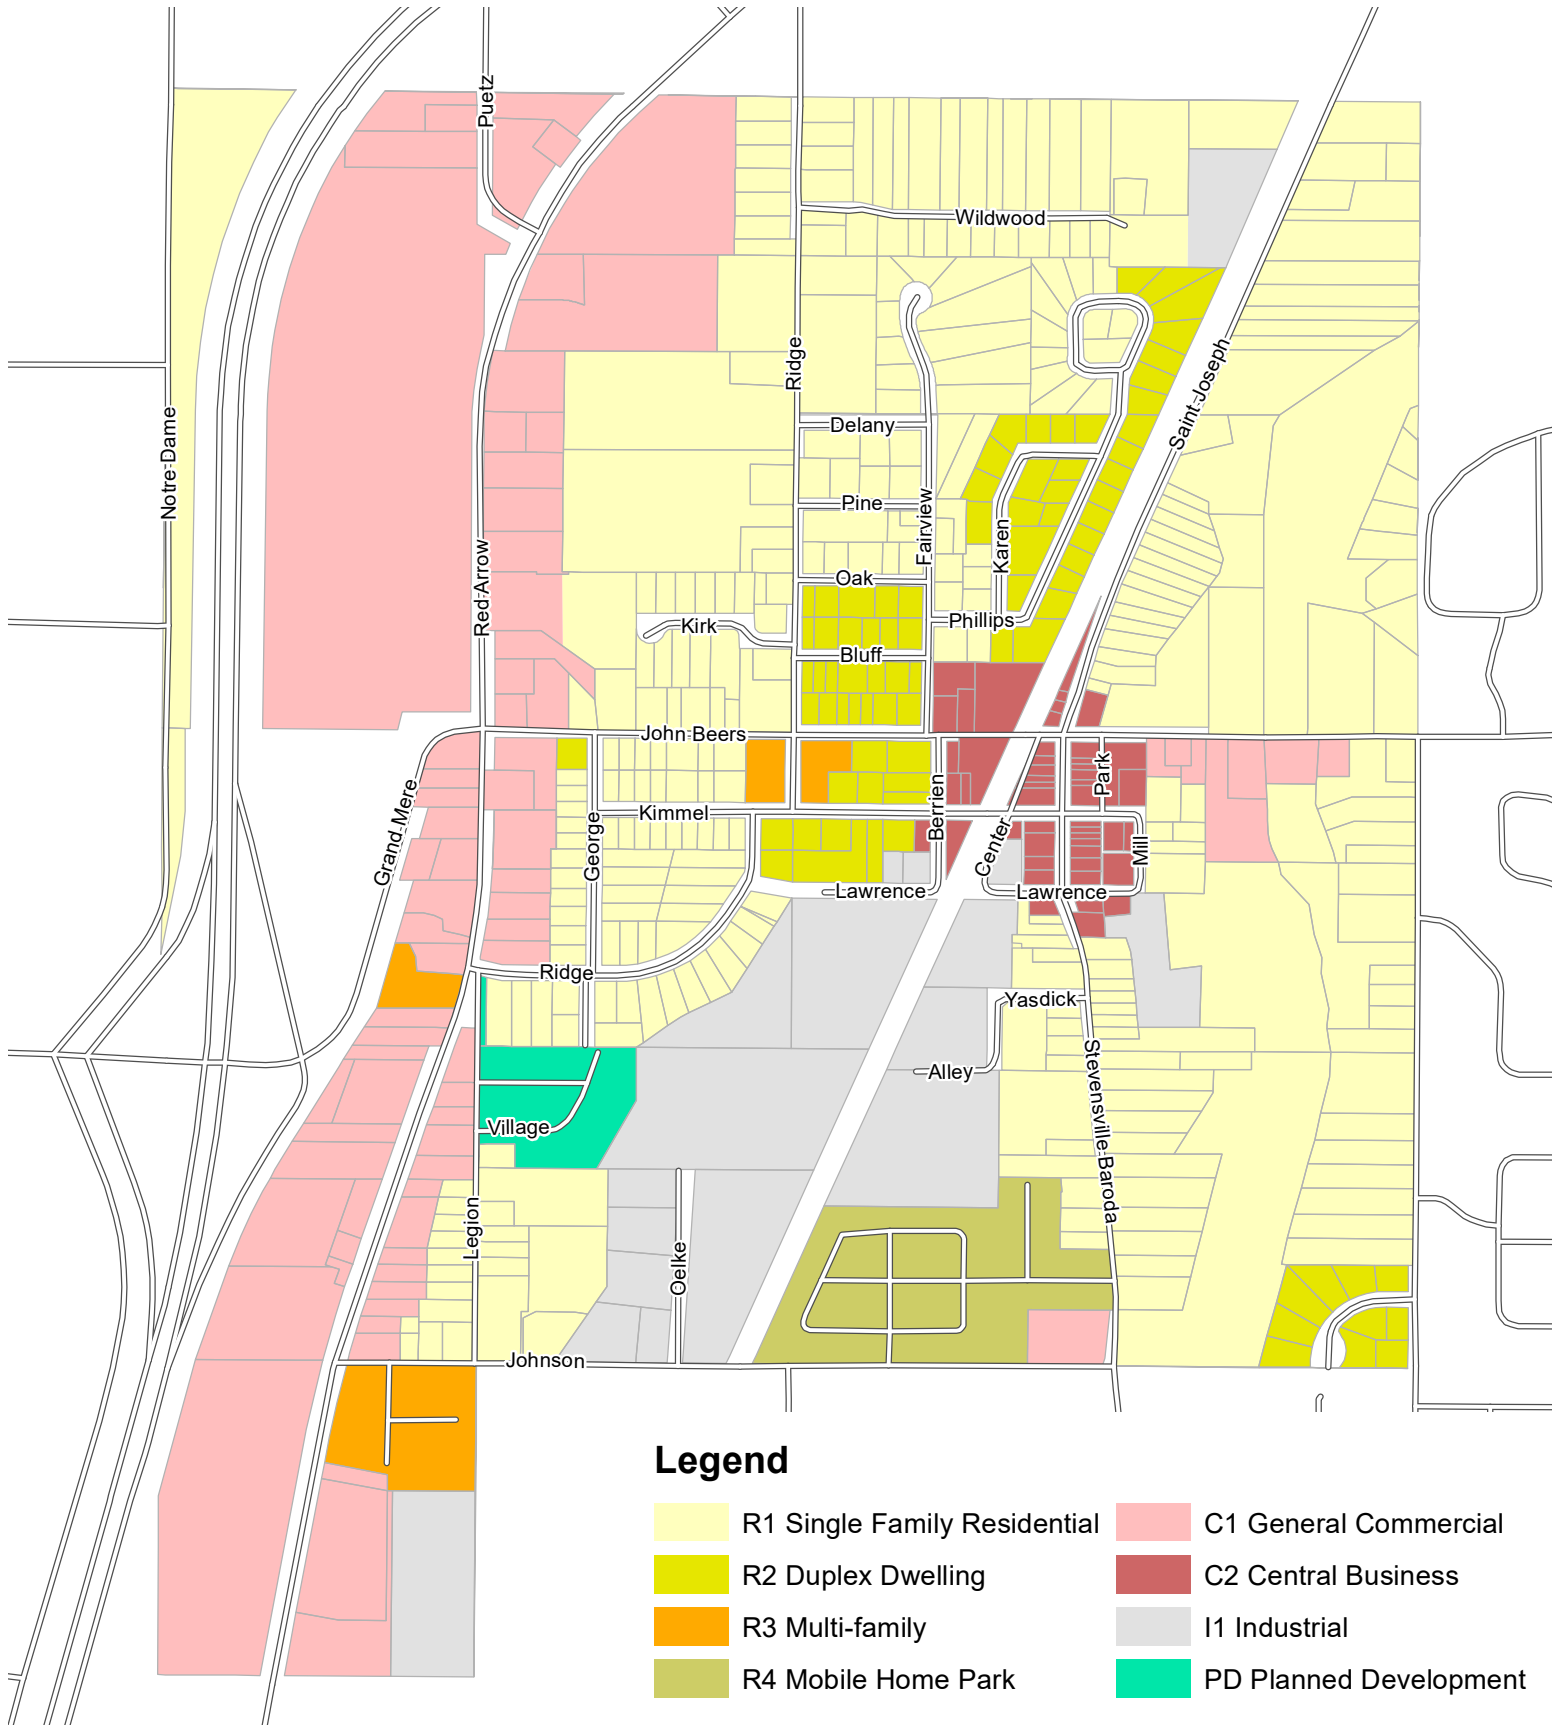 Puetz
Wildwood
Ridge
Saint Joseph
Notre Dame
Delany
Pine
Fairview
Karen
Red Arrow
Oak
Phillips
Kirk
Bluff
John Beers
Park
Berrien
Grand Mere
Kimmel
George
Center
Mill
Lawrence
Lawrence
Ridge
Yasdick
Alley
Stevensville-Baroda
Village
Legion
Oelke
Johnson
Legend
R1 Single Family Residential
R2 Duplex Dwelling
R3 Multi-family
R4 Mobile Home Park
C1 General Commercial
C2 Central Business
I1 Industrial
PD Planned Development